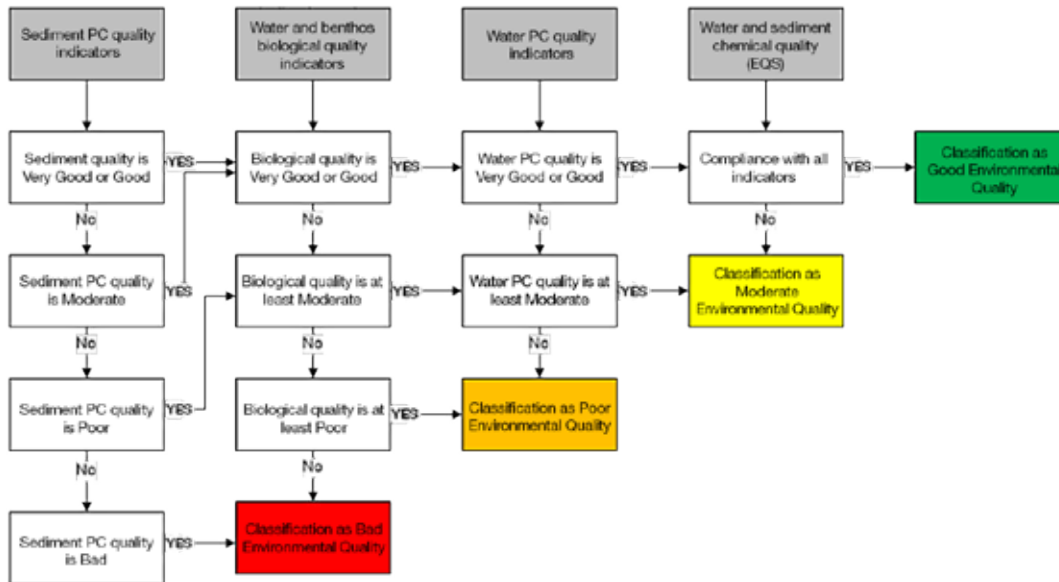 Sediment PC quality
indicators
Water and benthos
biological quality
indicators
Water PC quality
indicators
Water and sediment
chemical quality
(EQS)
Sediment quality is
Very Good or Good
YES
Biological quality is
Very Good or Good
YES
Water PC quality is
Very Good or Good
YES
Compliance with all
indicators
YES
Classification as
Good Environmental
Quality
No
No
No
No
Sediment PC quality
is Moderate
YES
Biological quality is at
least Moderate
YES
Water PC quality is at
least Moderate
YES
Classification as
Moderate
Environmental Quality
No
No
No
Sediment PC quality
is Poor
YES
Biological quality is at
least Poor
YES
Classification as Poor
Environmental Quality
No
No
Sediment PC quality
is Bad
YES
Classification as Bad
Environmental Quality